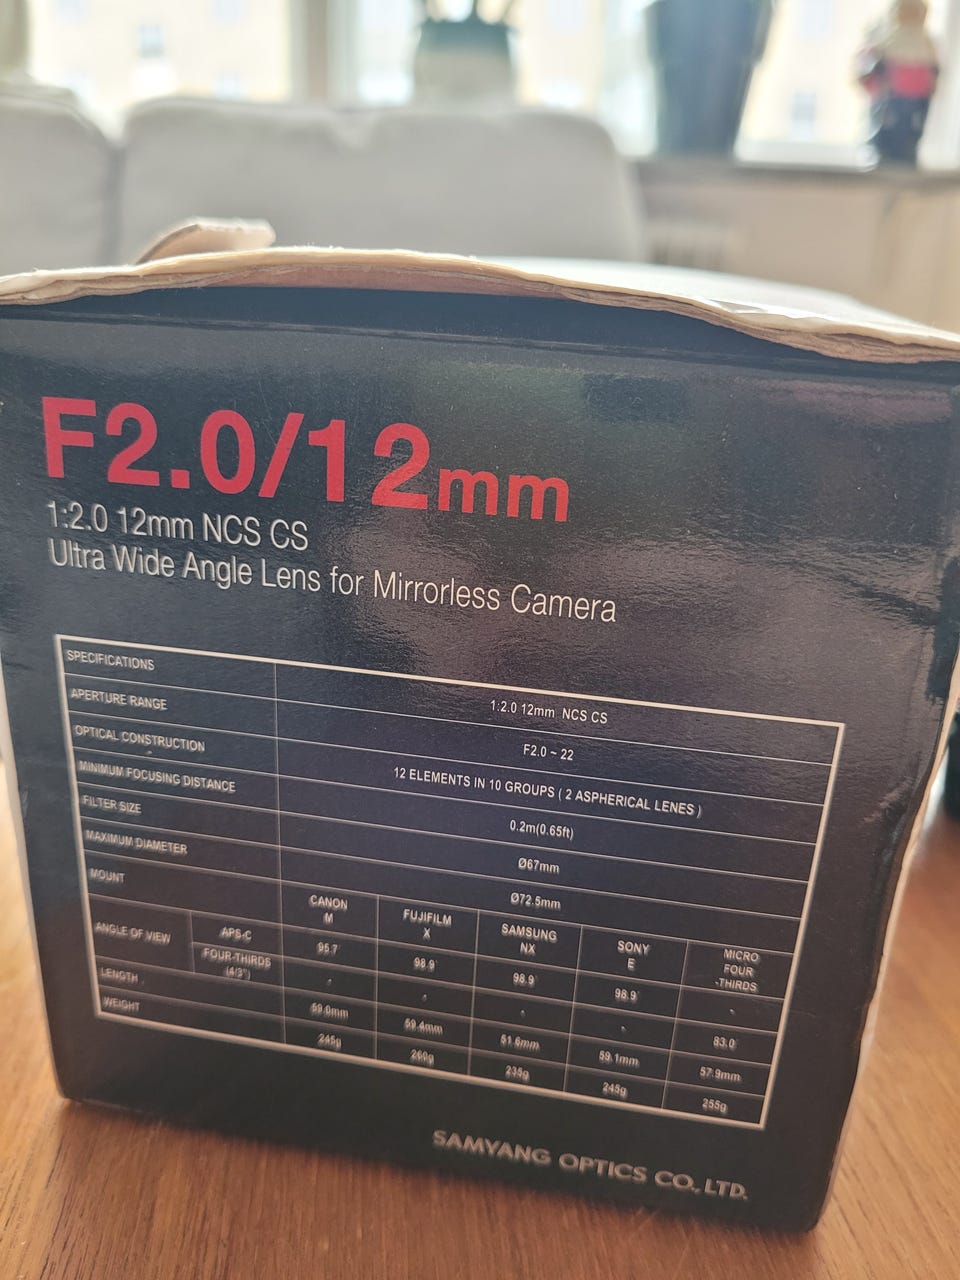 F2.0/12mm
1:2.0 12mm NCS CS
Ultra Wide Angle Lens for Mirrorless Camera
SPECIFICATIONS 1:2.0 12mm NCS CS
APERTURE RANGE F2.0 ~ 22
OPTICAL CONSTRUCTION 12 ELEMENTS IN 10 GROUPS ( 2 ASPHERICAL LENES )
MINIMUM FOCUSING DISTANCE 0.2m(0.65ft)
FILTER SIZE Ø67mm
MAXIMUM DIAMETER Ø72.5mm
MOUNT CANON M FUJIFILM X SAMSUNG NX SONY E MICRO FOUR -THIRDS
ANGLE OF VIEW APS-C 95.7˚ 98.9˚ 98.9˚ 98.9˚ -
FOUR-THIRDS (4/3") - - - - 83.0˚
LENGTH 59.0mm 59.4mm 51.6mm 59.1mm 57.9mm
WEIGHT 245g 260g 235g 245g 255g
SAMYANG OPTICS CO., LTD.